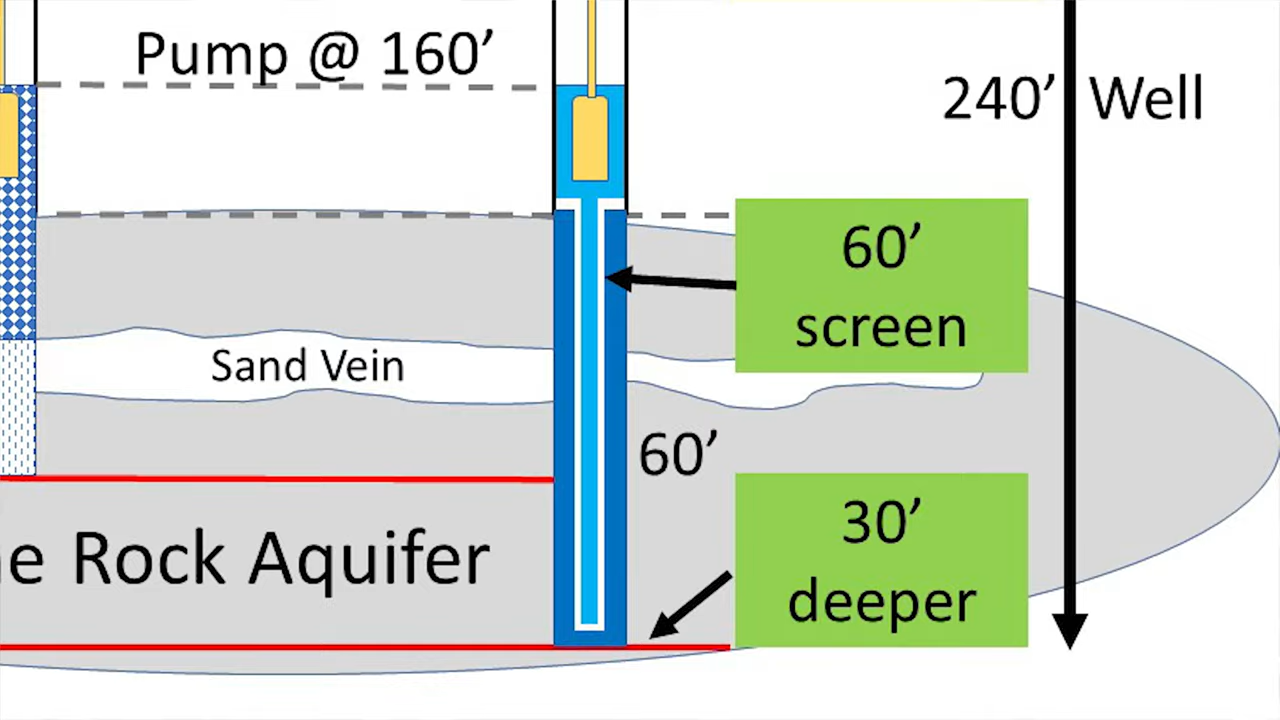 Pump @ 160’
240’ Well
60’
screen
Sand Vein
60’
30’
deeper
Rock Aquifer